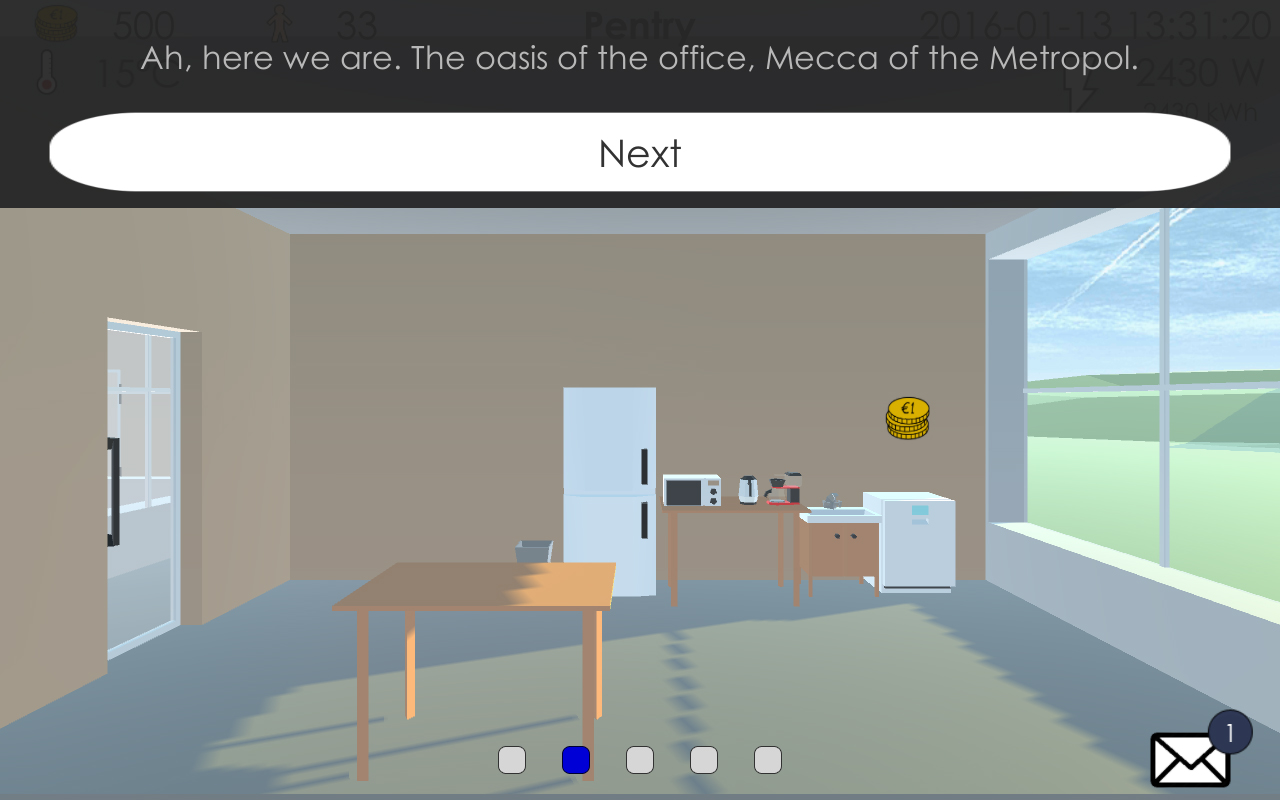 500
33
Pentry
2016-01-13 13:31:20
Ah, here we are. The oasis of the office, Mecca of the Metropol.
15°C
2430 W
2430 kWh
Next
€1
1